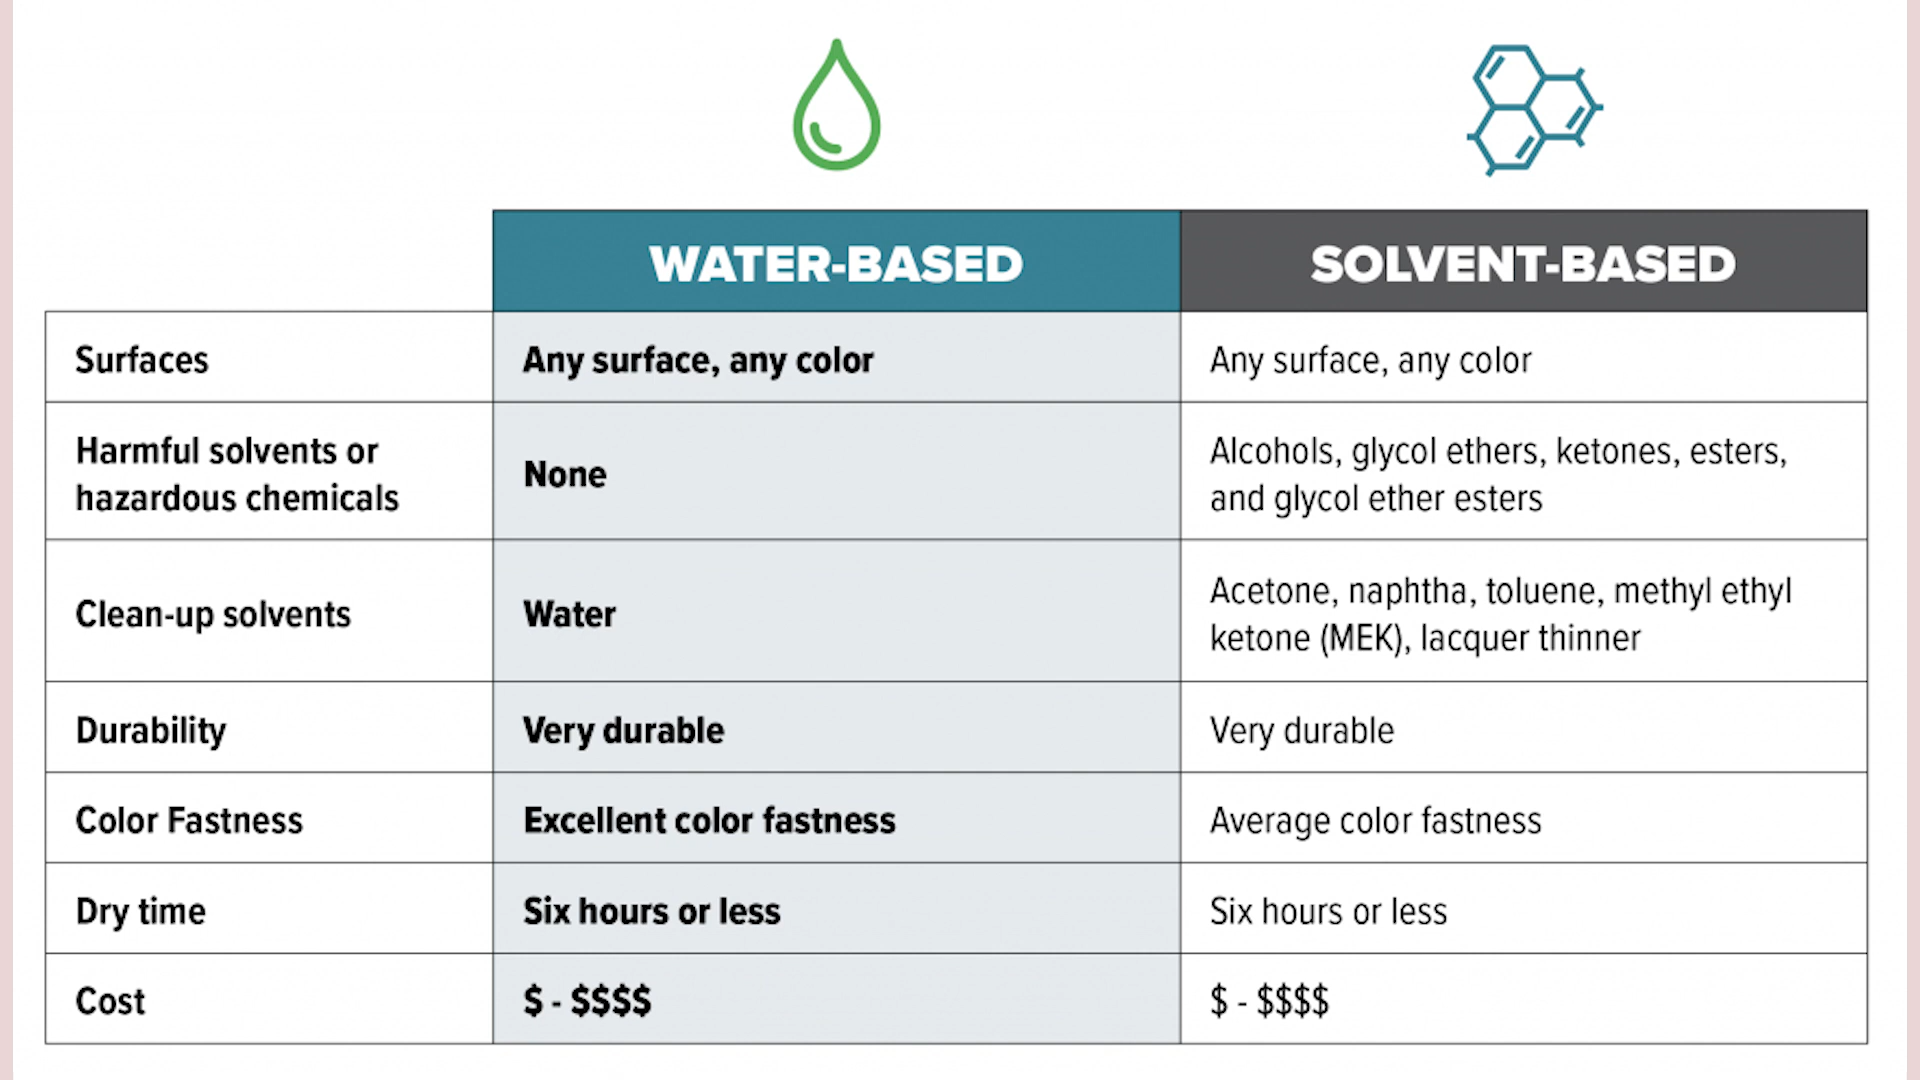 WATER-BASED
SOLVENT-BASED
Surfaces
Any surface, any color
Any surface, any color
Harmful solvents or
hazardous chemicals
None
Alcohols, glycol ethers, ketones, esters,
and glycol ether esters
Clean-up solvents
Water
Acetone, naphtha, toluene, methyl ethyl
ketone (MEK), lacquer thinner
Durability
Very durable
Very durable
Color Fastness
Excellent color fastness
Average color fastness
Dry time
Six hours or less
Six hours or less
Cost
$ - $$$$
$ - $$$$